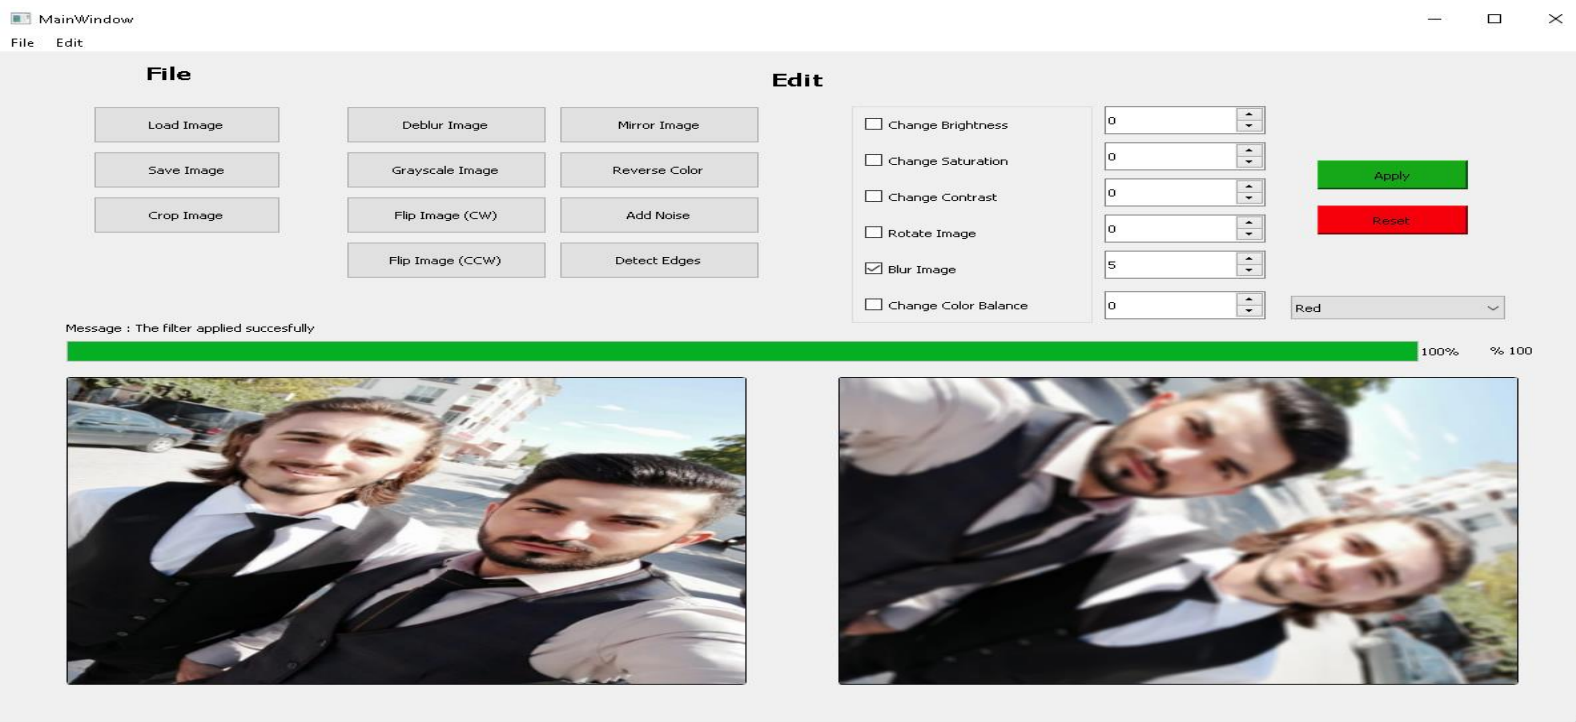 MainWindow
File Edit
File
Edit
Load Image
Save Image
Crop Image
Deblur Image
Mirror Image
Grayscale Image
Reverse Color
Flip Image (CW)
Add Noise
Flip Image (CCW)
Detect Edges
Change Brightness 0
Change Saturation 0
Change Contrast 0
Rotate Image 0
Blur Image 5
Change Color Balance 0 Red
Apply
Reset
Message : The filter applied succesfully
100% % 100